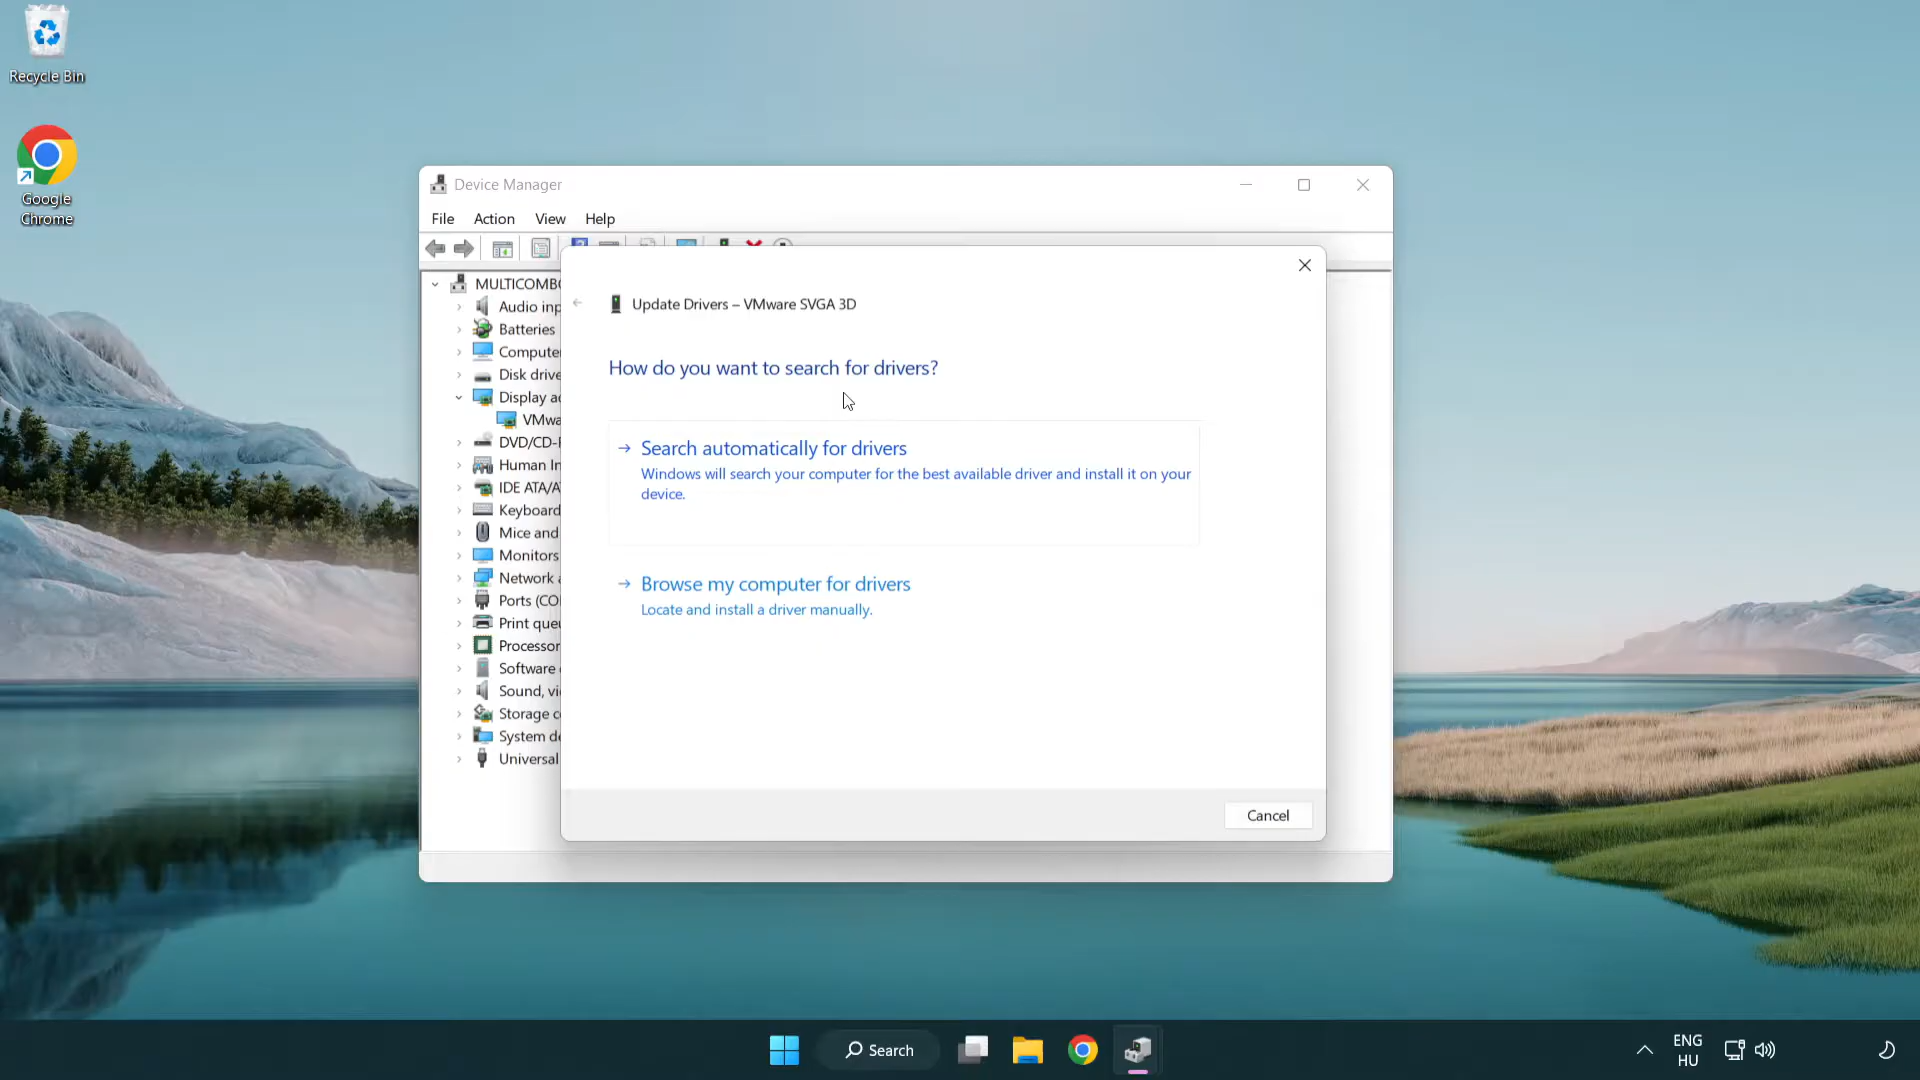 Recycle Bin
Google
Chrome
Device Manager
File Action View Help
MULTICOMBO
Audio inp
Batteries
Compute
Disk drive
Display a
VMwa
DVD/CD-
Human In
IDE ATA/A
Keyboard
Mice and
Monitors
Network a
Ports (CO
Print que
Processor
Software
Sound, vi
Storage c
System de
Universal
Update Drivers – VMware SVGA 3D
How do you want to search for drivers?
Search automatically for drivers
Windows will search your computer for the best available driver and install it on your
device.
Browse my computer for drivers
Locate and install a driver manually.
Cancel
Search
ENG
HU